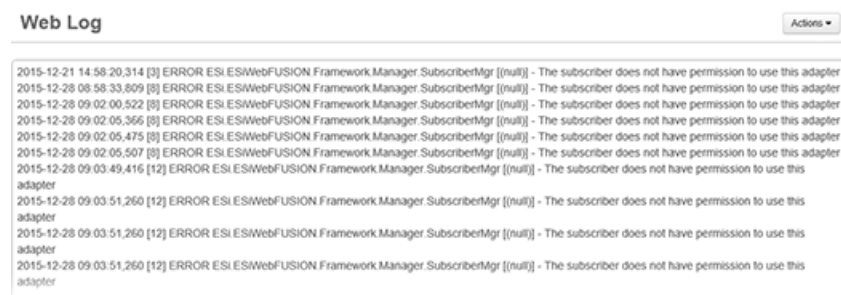 Web Log
Actions
2015-12-21 14:58:20,314 [3] ERROR ESi.ESiWebFUSION.Framework.Manager.SubscriberMgr [(null)] - The subscriber does not have permission to use this adapter
2015-12-28 08:58:33,809 [8] ERROR ESi.ESiWebFUSION.Framework.Manager.SubscriberMgr [(null)] - The subscriber does not have permission to use this adapter
2015-12-28 09:02:00,522 [8] ERROR ESi.ESiWebFUSION.Framework.Manager.SubscriberMgr [(null)] - The subscriber does not have permission to use this adapter
2015-12-28 09:02:05,366 [8] ERROR ESi.ESiWebFUSION.Framework.Manager.SubscriberMgr [(null)] - The subscriber does not have permission to use this adapter
2015-12-28 09:02:05,475 [8] ERROR ESi.ESiWebFUSION.Framework.Manager.SubscriberMgr [(null)] - The subscriber does not have permission to use this adapter
2015-12-28 09:02:05,507 [8] ERROR ESi.ESiWebFUSION.Framework.Manager.SubscriberMgr [(null)] - The subscriber does not have permission to use this adapter
2015-12-28 09:03:49,416 [12] ERROR ESi.ESiWebFUSION.Framework.Manager.SubscriberMgr [(null)] - The subscriber does not have permission to use this
adapter
2015-12-28 09:03:51,260 [12] ERROR ESi.ESiWebFUSION.Framework.Manager.SubscriberMgr [(null)] - The subscriber does not have permission to use this
adapter
2015-12-28 09:03:51,260 [12] ERROR ESi.ESiWebFUSION.Framework.Manager.SubscriberMgr [(null)] - The subscriber does not have permission to use this
adapter
2015-12-28 09:03:51,260 [12] ERROR ESi.ESiWebFUSION.Framework.Manager.SubscriberMgr [(null)] - The subscriber does not have permission to use this
adapter